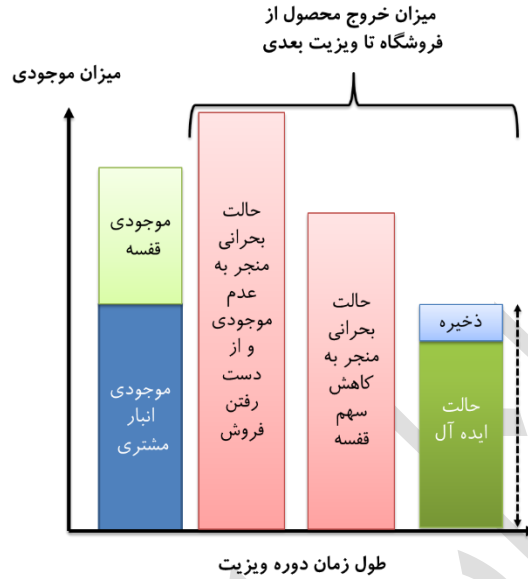 میزان خروج محصول از
فروشگاه تا ویزیت بعدی
میزان موجودی
موجودی
قفسه
موجودی
انبار
مشتری
حالت
بحرانی
منجر به
عدم
موجودی
و از
دست
رفتن
فروش
حالت
بحرانی
منجر به
کاهش
سهم
قفسه
ذخیره
حالت
ایده آل
طول زمان دوره ویزیت